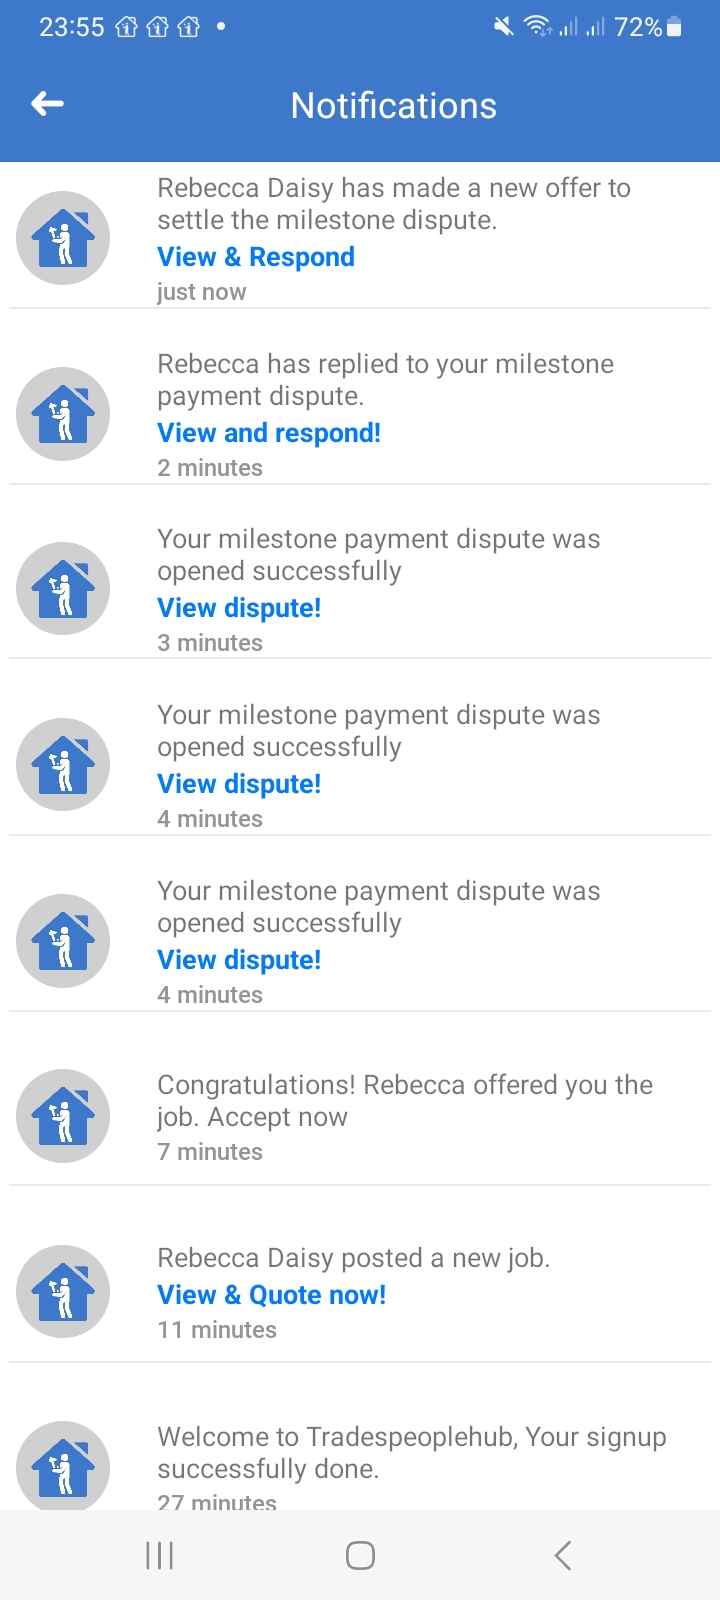 23:55
72%
Notifications
Rebecca Daisy has made a new offer to
settle the milestone dispute.
View & Respond
just now
Rebecca has replied to your milestone
payment dispute.
View and respond!
2 minutes
Your milestone payment dispute was
opened successfully
View dispute!
3 minutes
Your milestone payment dispute was
opened successfully
View dispute!
4 minutes
Your milestone payment dispute was
opened successfully
View dispute!
4 minutes
Congratulations! Rebecca offered you the
job. Accept now
7 minutes
Rebecca Daisy posted a new job.
View & Quote now!
11 minutes
Welcome to Tradespeoplehub, Your signup
successfully done.
27 minutes